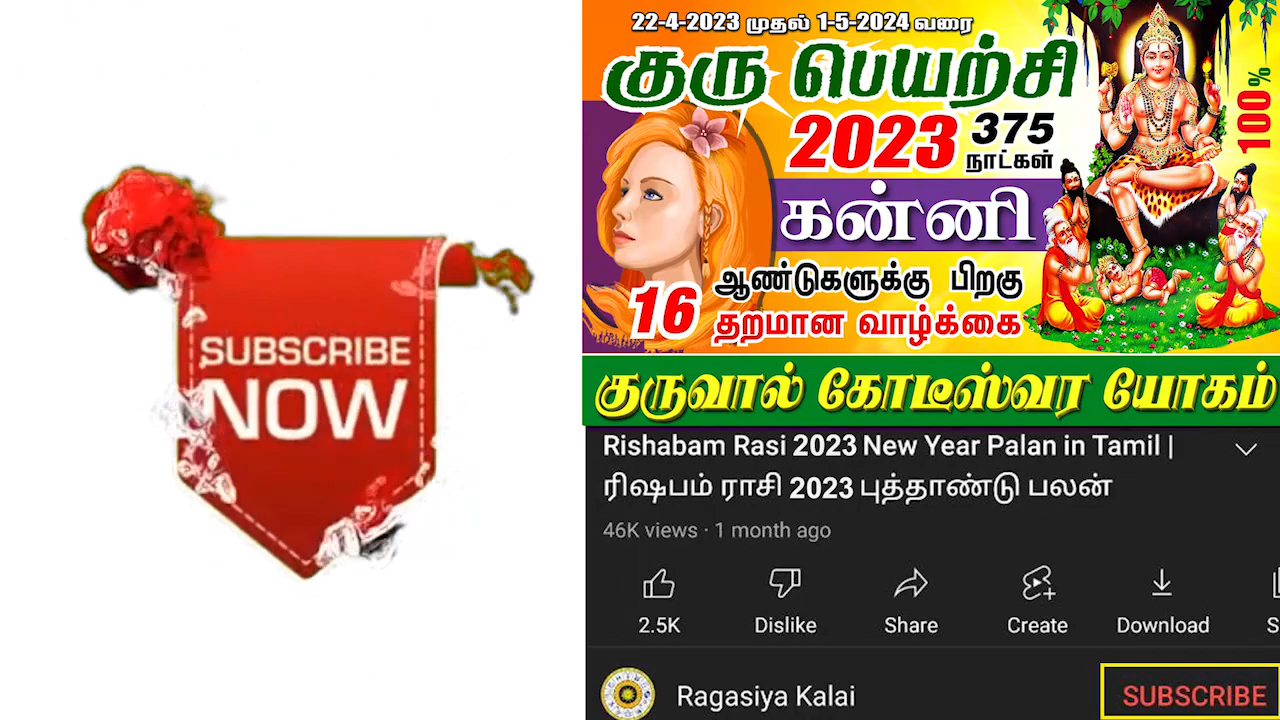 SUBSCRIBE
NOW
22-4-2023 முதல் 1-5-2024 வரை
குரு பெயற்சி
2023 375
நாட்கள்
100%
கன்னி
16 ஆண்டுகளுக்கு பிறகு
தறமான வாழ்க்கை
குருவால் கோடீஸ்வர யோகம்
Rishabam Rasi 2023 New Year Palan in Tamil |
ரிஷபம் ராசி 2023 புத்தாண்டு பலன்
46K views · 1 month ago
2.5K Dislike Share Create Download
Ragasiya Kalai SUBSCRIBE